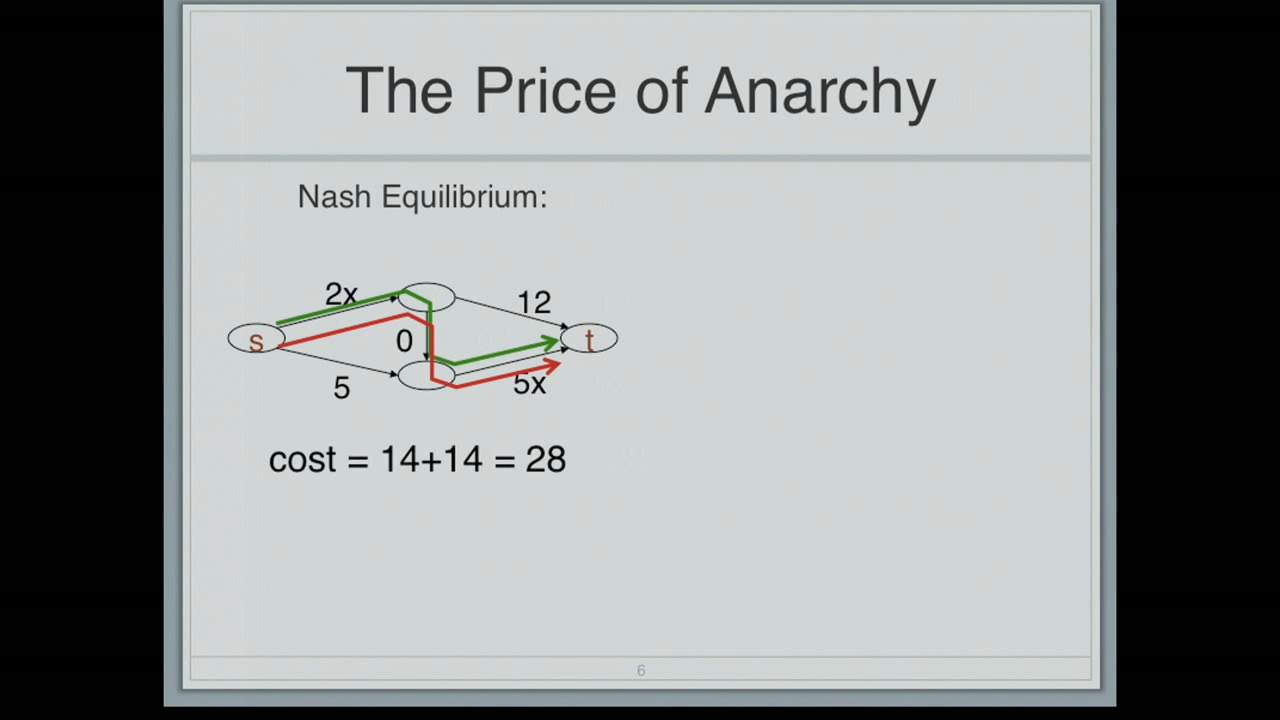 The Price of Anarchy
Nash Equilibrium:
2x
12
s
0
t
5
5x
cost = 14+14 = 28
6